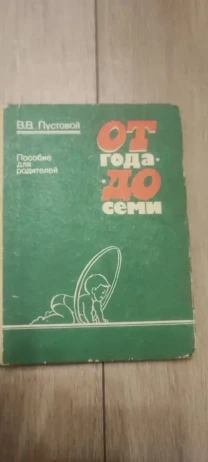 В.В. Пустовой
Пособие
для
родителей
ОТ
года·
·ДО
семи